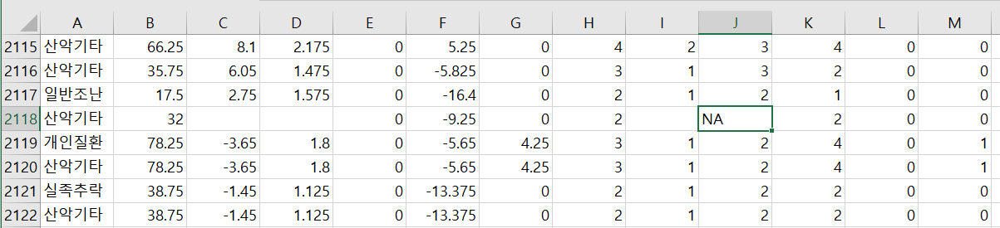 A B C D E F G H I J K L M
2115 산악기타 66.25 8.1 2.175 0 5.25 0 4 2 3 4 0 0
2116 산악기타 35.75 6.05 1.475 0 -5.825 0 3 1 3 2 0 0
2117 일반조난 17.5 2.75 1.575 0 -16.4 0 2 1 2 1 0 0
2118 산악기타 32 0 -9.25 0 2 NA 2 0 0
2119 개인질환 78.25 -3.65 1.8 0 -5.65 4.25 3 1 2 4 0 1
2120 산악기타 78.25 -3.65 1.8 0 -5.65 4.25 3 1 2 4 0 1
2121 실족추락 38.75 -1.45 1.125 0 -13.375 0 2 1 2 2 0 0
2122 산악기타 38.75 -1.45 1.125 0 -13.375 0 2 1 2 2 0 0